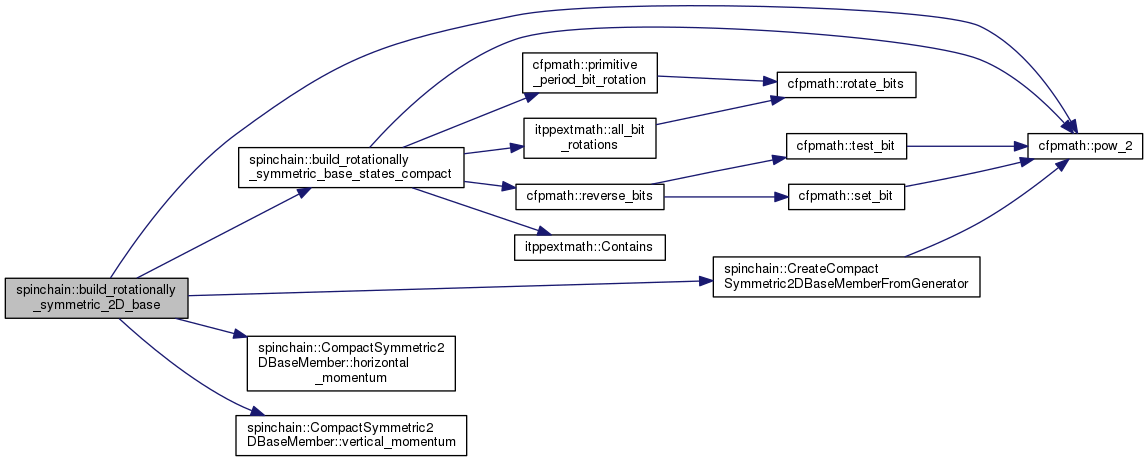 cfpmath::primitive
_period_bit_rotation
cfpmath::rotate_bits
itppextmath::all_bit
_rotations
cfpmath::test_bit
cfpmath::pow_2
spinchain::build_rotationally
_symmetric_base_states_compact
cfpmath::reverse_bits
cfpmath::set_bit
itppextmath::Contains
spinchain::CreateCompact
Symmetric2DBaseMemberFromGenerator
spinchain::build_rotationally
_symmetric_2D_base
spinchain::CompactSymmetric2
DBaseMember::horizontal
_momentum
spinchain::CompactSymmetric2
DBaseMember::vertical_momentum